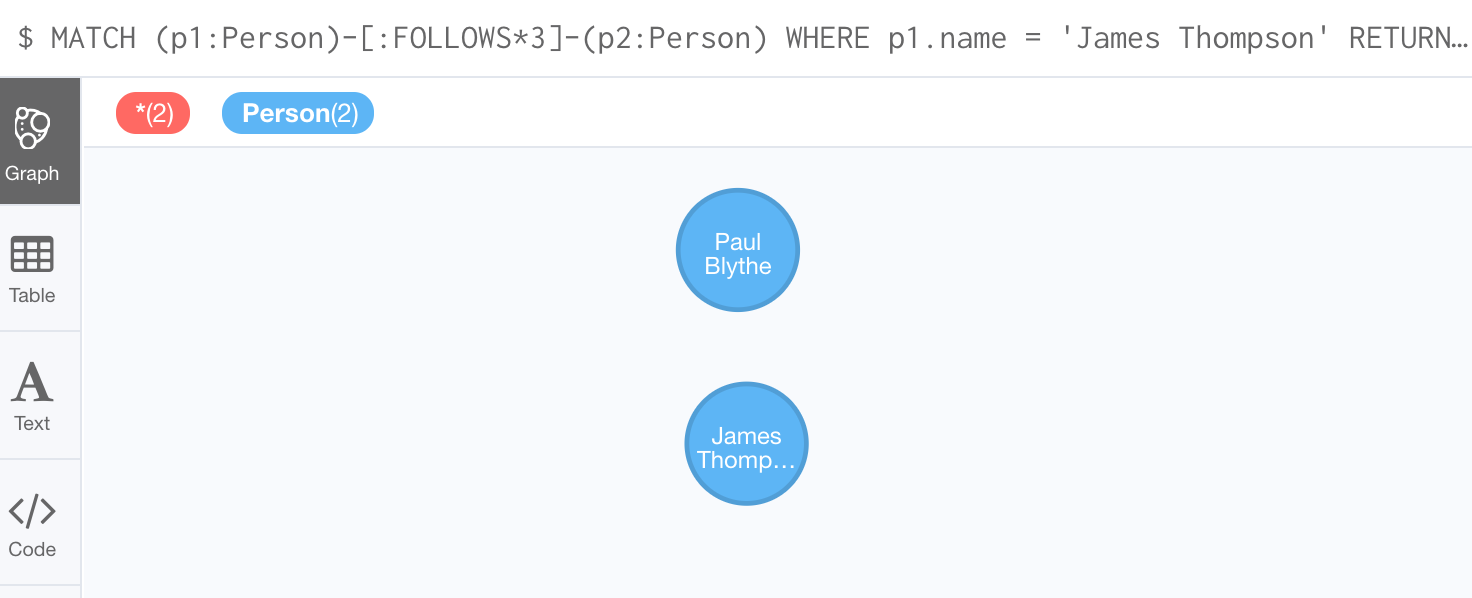 $ MATCH (p1:Person)-[:FOLLOWS*3]-(p2:Person) WHERE p1.name = 'James Thompson' RETURN…
*(2) Person(2)
Graph
Table
Text
Code
Paul
Blythe
James
Thomp…